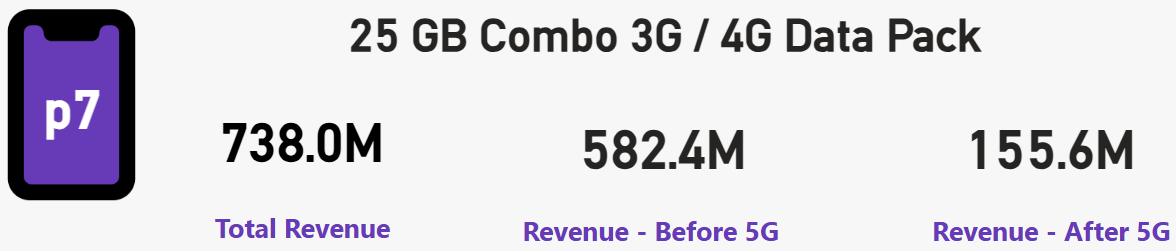 p7
25 GB Combo 3G / 4G Data Pack
738.0M 582.4M 155.6M
Total Revenue Revenue - Before 5G Revenue - After 5G